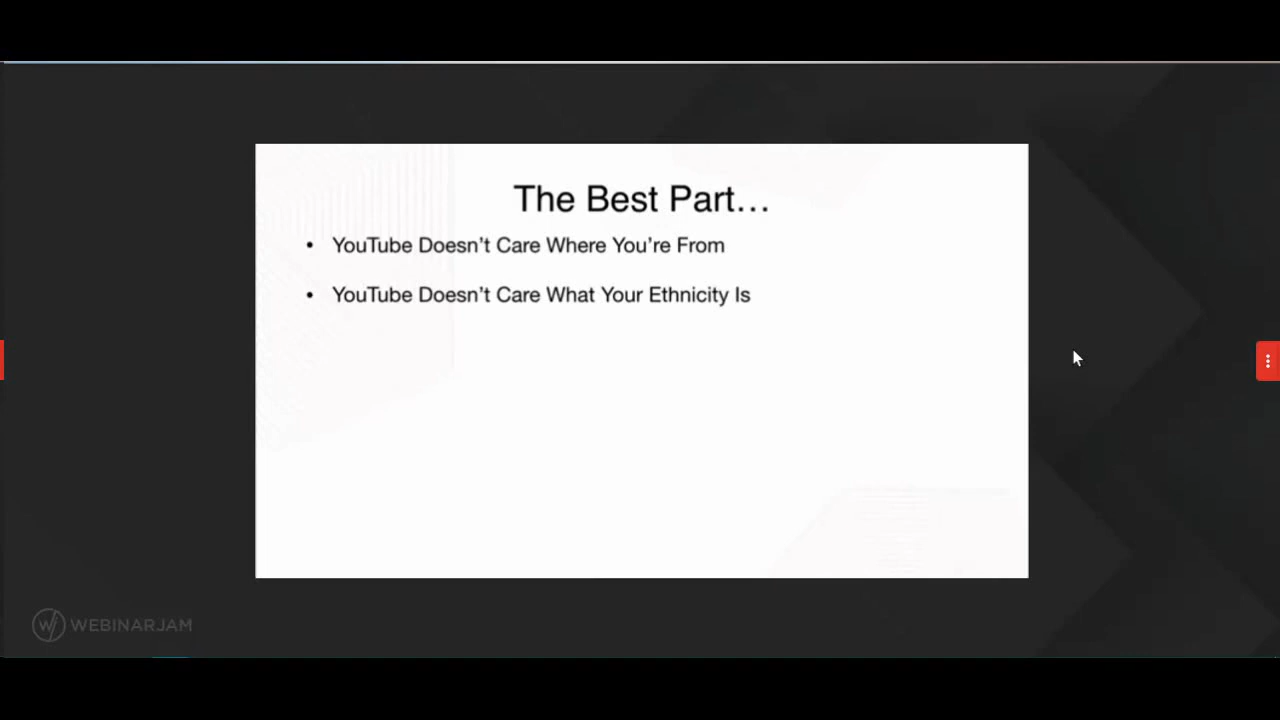 The Best Part…
• YouTube Doesn’t Care Where You’re From
• YouTube Doesn’t Care What Your Ethnicity Is
WEBINARJAM